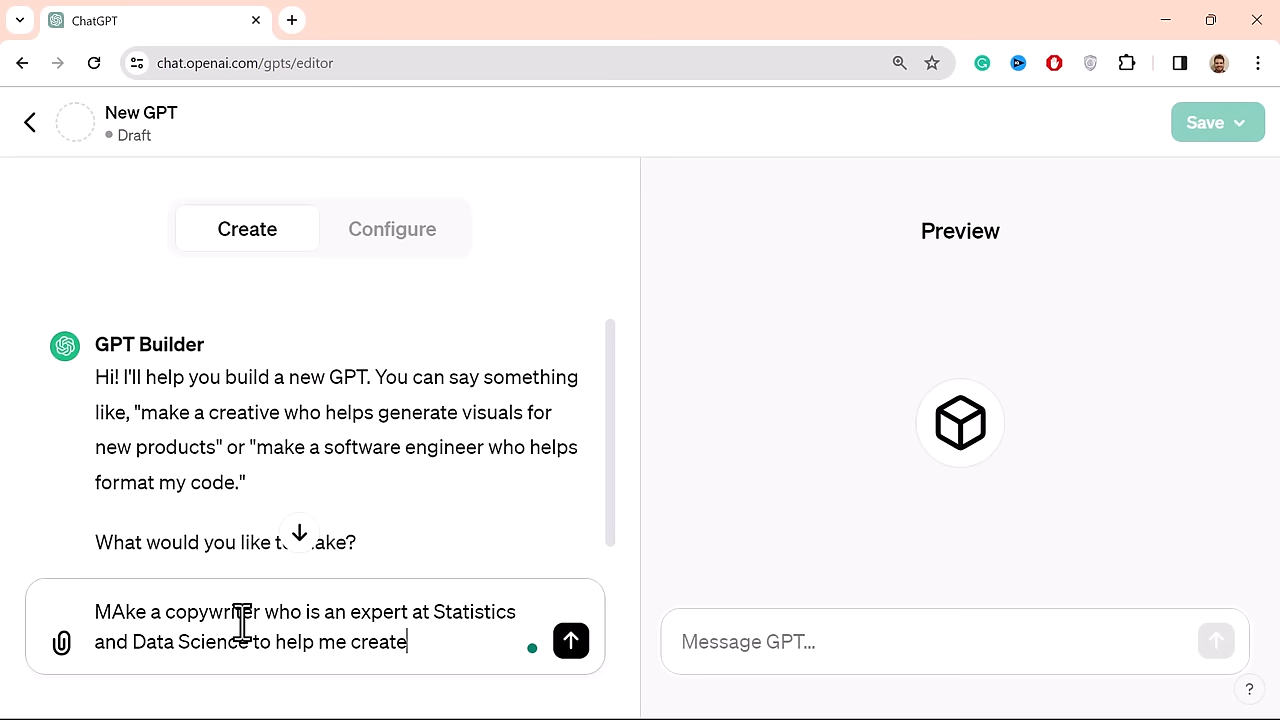 ChatGPT
chat.openai.com/gpts/editor
New GPT
Draft
Save
Create
Configure
Preview
GPT Builder
Hi! I'll help you build a new GPT. You can say something
like, "make a creative who helps generate visuals for
new products" or "make a software engineer who helps
format my code."
What would you like t ake?
MAke a copywriter who is an expert at Statistics
and Data Science to help me create
Message GPT...
?